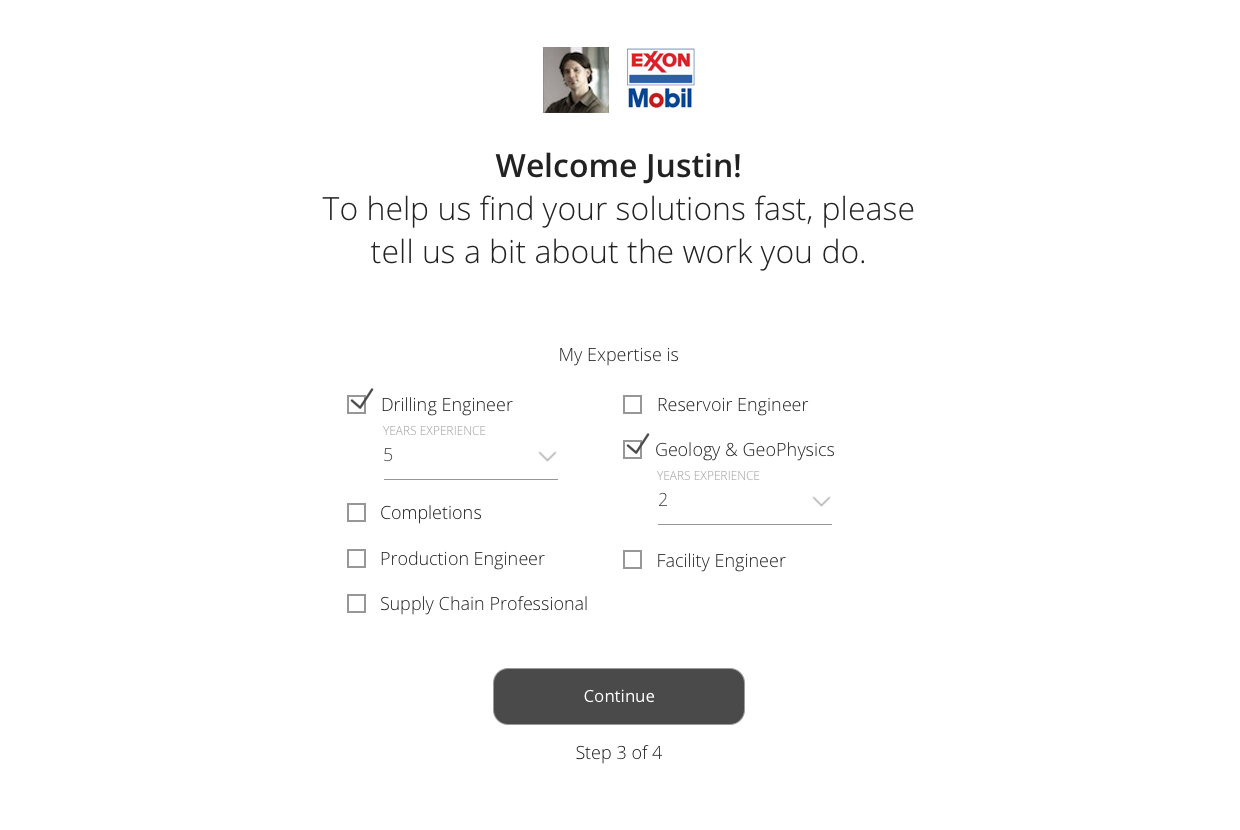 EXXON
Mobil
Welcome Justin!
To help us find your solutions fast, please
tell us a bit about the work you do.
My Expertise is
Drilling Engineer
YEARS EXPERIENCE
5
Completions
Production Engineer
Supply Chain Professional
Reservoir Engineer
Geology & GeoPhysics
YEARS EXPERIENCE
2
Facility Engineer
Continue
Step 3 of 4